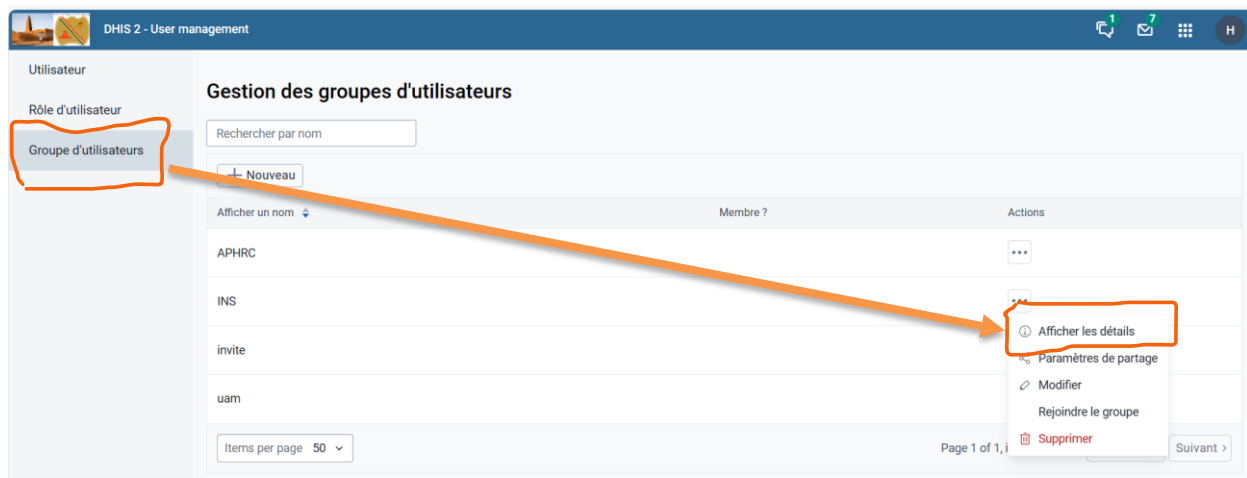 DHIS 2 - User management
1
7
H
Utilisateur
Rôle d'utilisateur
Groupe d'utilisateurs
Gestion des groupes d'utilisateurs
Rechercher par nom
Nouveau
Afficher un nom
Membre ?
Actions
APHRC
INS
invite
uam
Afficher les détails
Paramètres de partage
Modifier
Rejoindre le groupe
Supprimer
Items per page 50
Page 1 of 1,
Suivant